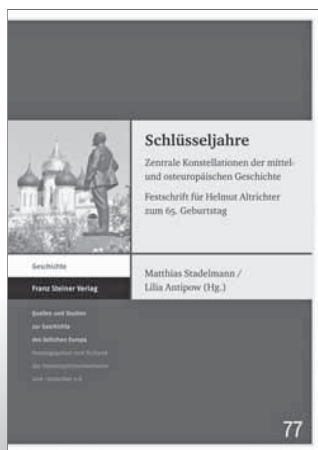 Schlüsseljahre
Zentrale Konstellationen der mittel-
und osteuropäischen Geschichte
Festschrift für Helmut Altrichter
zum 65. Geburtstag
Geschichte
Franz Steiner Verlag
Matthias Stadelmann /
Lilia Antipow (Hg.)
Quellen und Studien
zur Geschichte
des östlichen Europa
77